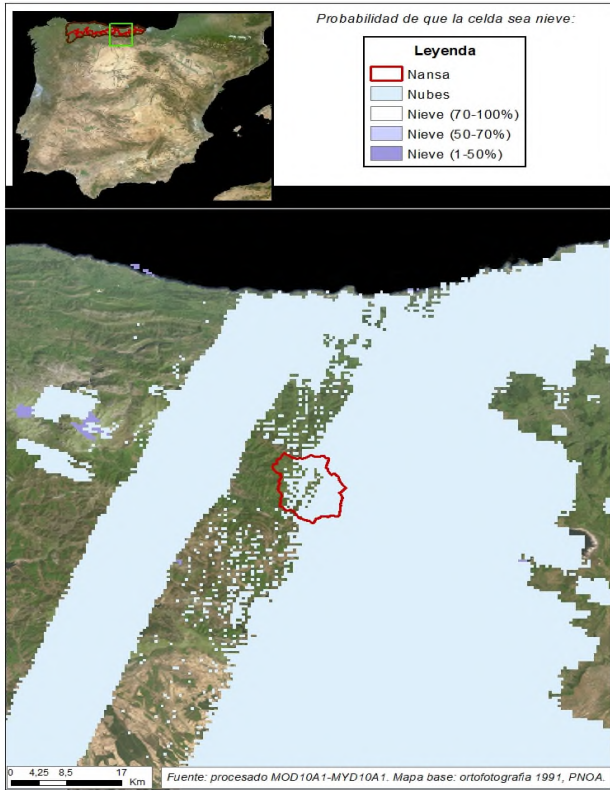 Probabilidad de que la celda sea nieve:
Leyenda
Nansa
Nubes
Nieve (70-100%)
Nieve (50-70%)
Nieve (1-50%)
0 4,25 8,5 17
Km
Fuente: procesado MOD10A1-MYD10A1. Mapa base: ortofotografía 1991, PNOA.